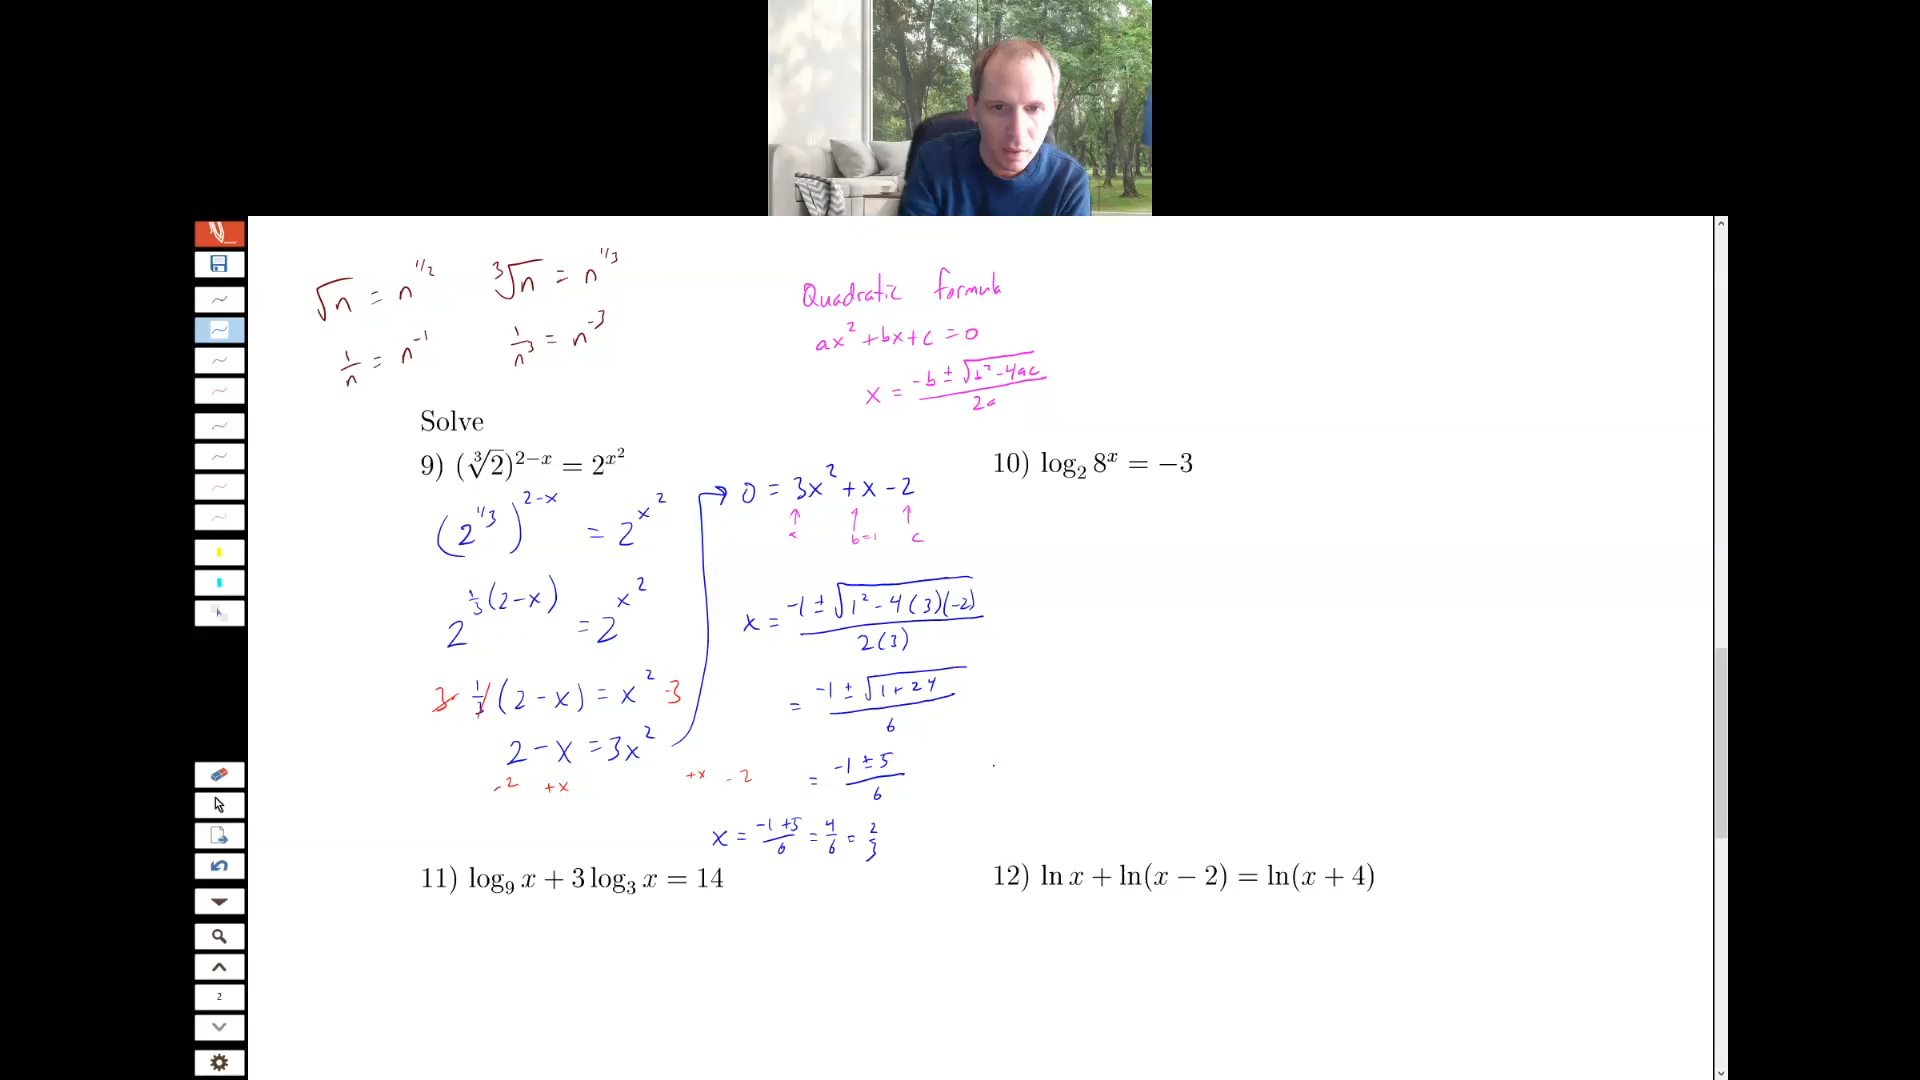 √n = n^1/2   ³√n = n^1/3
1/n = n^-1   1/n^3 = n^-3
Quadratic formula
ax^2 + bx + c = 0
x = (-b ± √(b^2 - 4ac))/2a
Solve
9) (³√2)^(2−x) = 2^(x^2)
(2^1/3)^(2-x) = 2^(x^2)
2^(1/3(2-x)) = 2^(x^2)
3· 1/3(2-x) = x^2 ·3
2 - x = 3x^2
-2 +x   +x -2
0 = 3x^2 + x - 2
a   b=1   c
x = (-1 ± √(1^2 - 4(3)(-2)))/2(3)
= (-1 ± √(1+24))/6
= (-1 ± 5)/6
x = (-1+5)/6 = 4/6 = 2/3
10) log₂ 8^x = −3
11) log₉ x + 3 log₃ x = 14
12) ln x + ln(x − 2) = ln(x + 4)
2